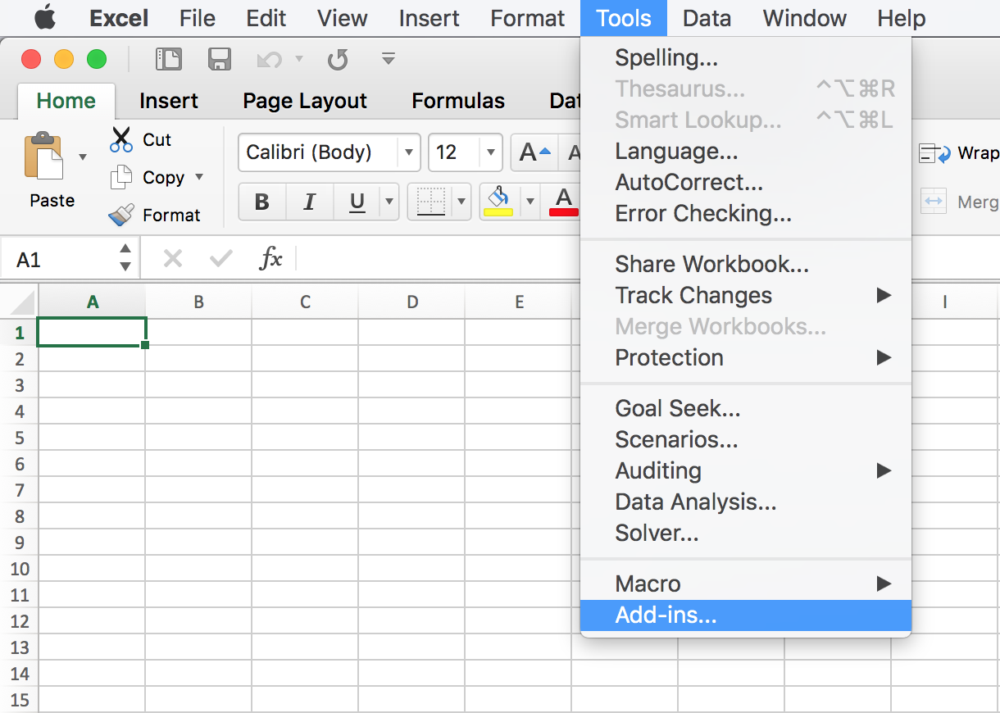 Excel File Edit View Insert Format Tools Data Window Help
Home Insert Page Layout Formulas Dat
Cut
Copy
Format
Paste
Calibri (Body) 12 A A
B I U A
Wrap
Merg
A1 fx
A B C D E I
1
2
3
4
5
6
7
8
9
10
11
12
13
14
15
Spelling...
Thesaurus... ^⌥⌘R
Smart Lookup... ^⌥⌘L
Language...
AutoCorrect...
Error Checking...
Share Workbook...
Track Changes
Merge Workbooks...
Protection
Goal Seek...
Scenarios...
Auditing
Data Analysis...
Solver...
Macro
Add-ins...